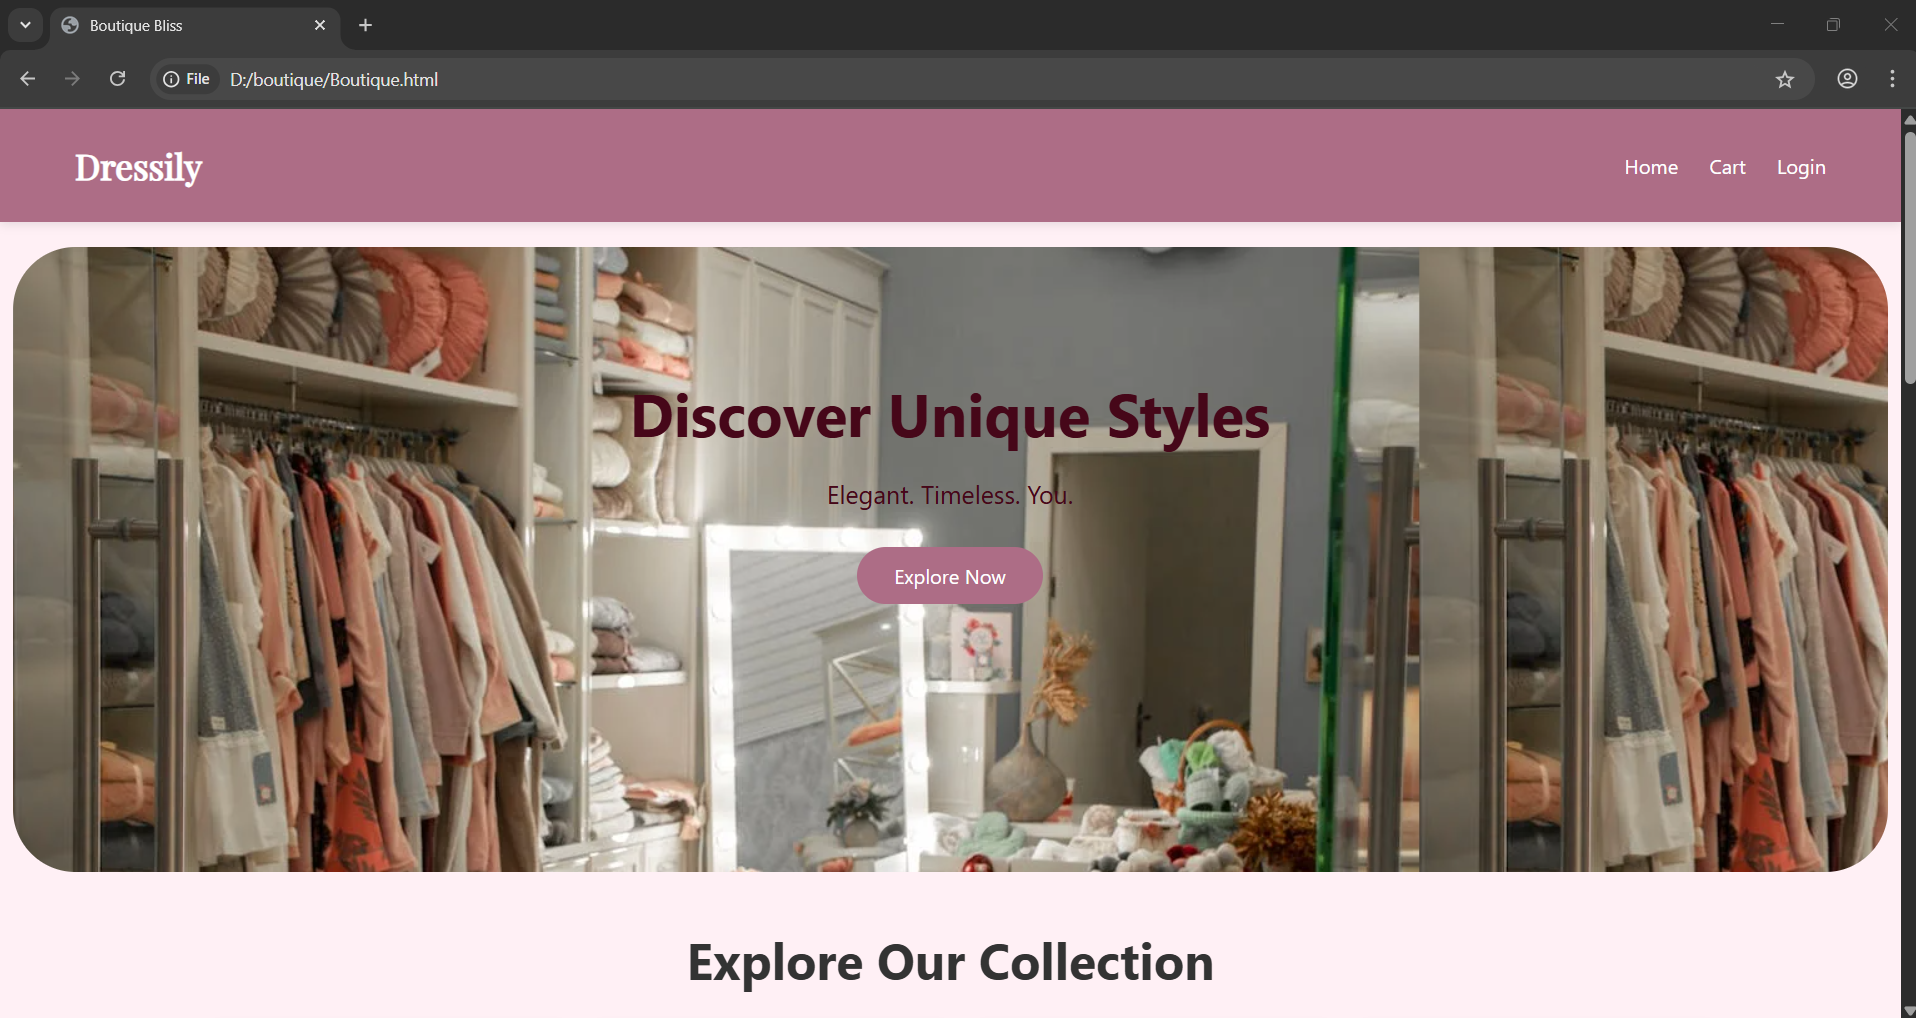 Boutique Bliss
File D:/boutique/Boutique.html
Dressily
Home Cart Login
Discover Unique Styles
Elegant. Timeless. You.
Explore Now
Explore Our Collection